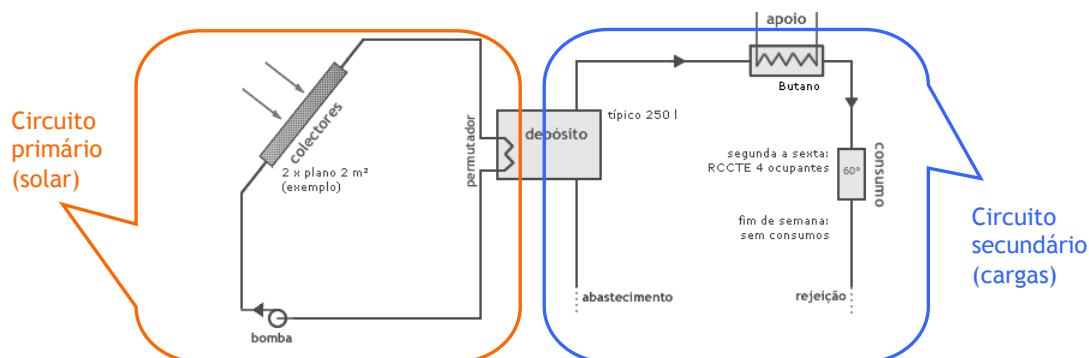 Circuito
primário
(solar)
colectores
2 x plano 2 m²
(exemplo)
bomba
permutador
depósito
típico 250 l
abastecimento
apoio
Butano
segunda a sexta:
RCCTE 4 ocupantes
60°
consumo
fim de semana:
sem consumos
rejeição
Circuito
secundário
(cargas)